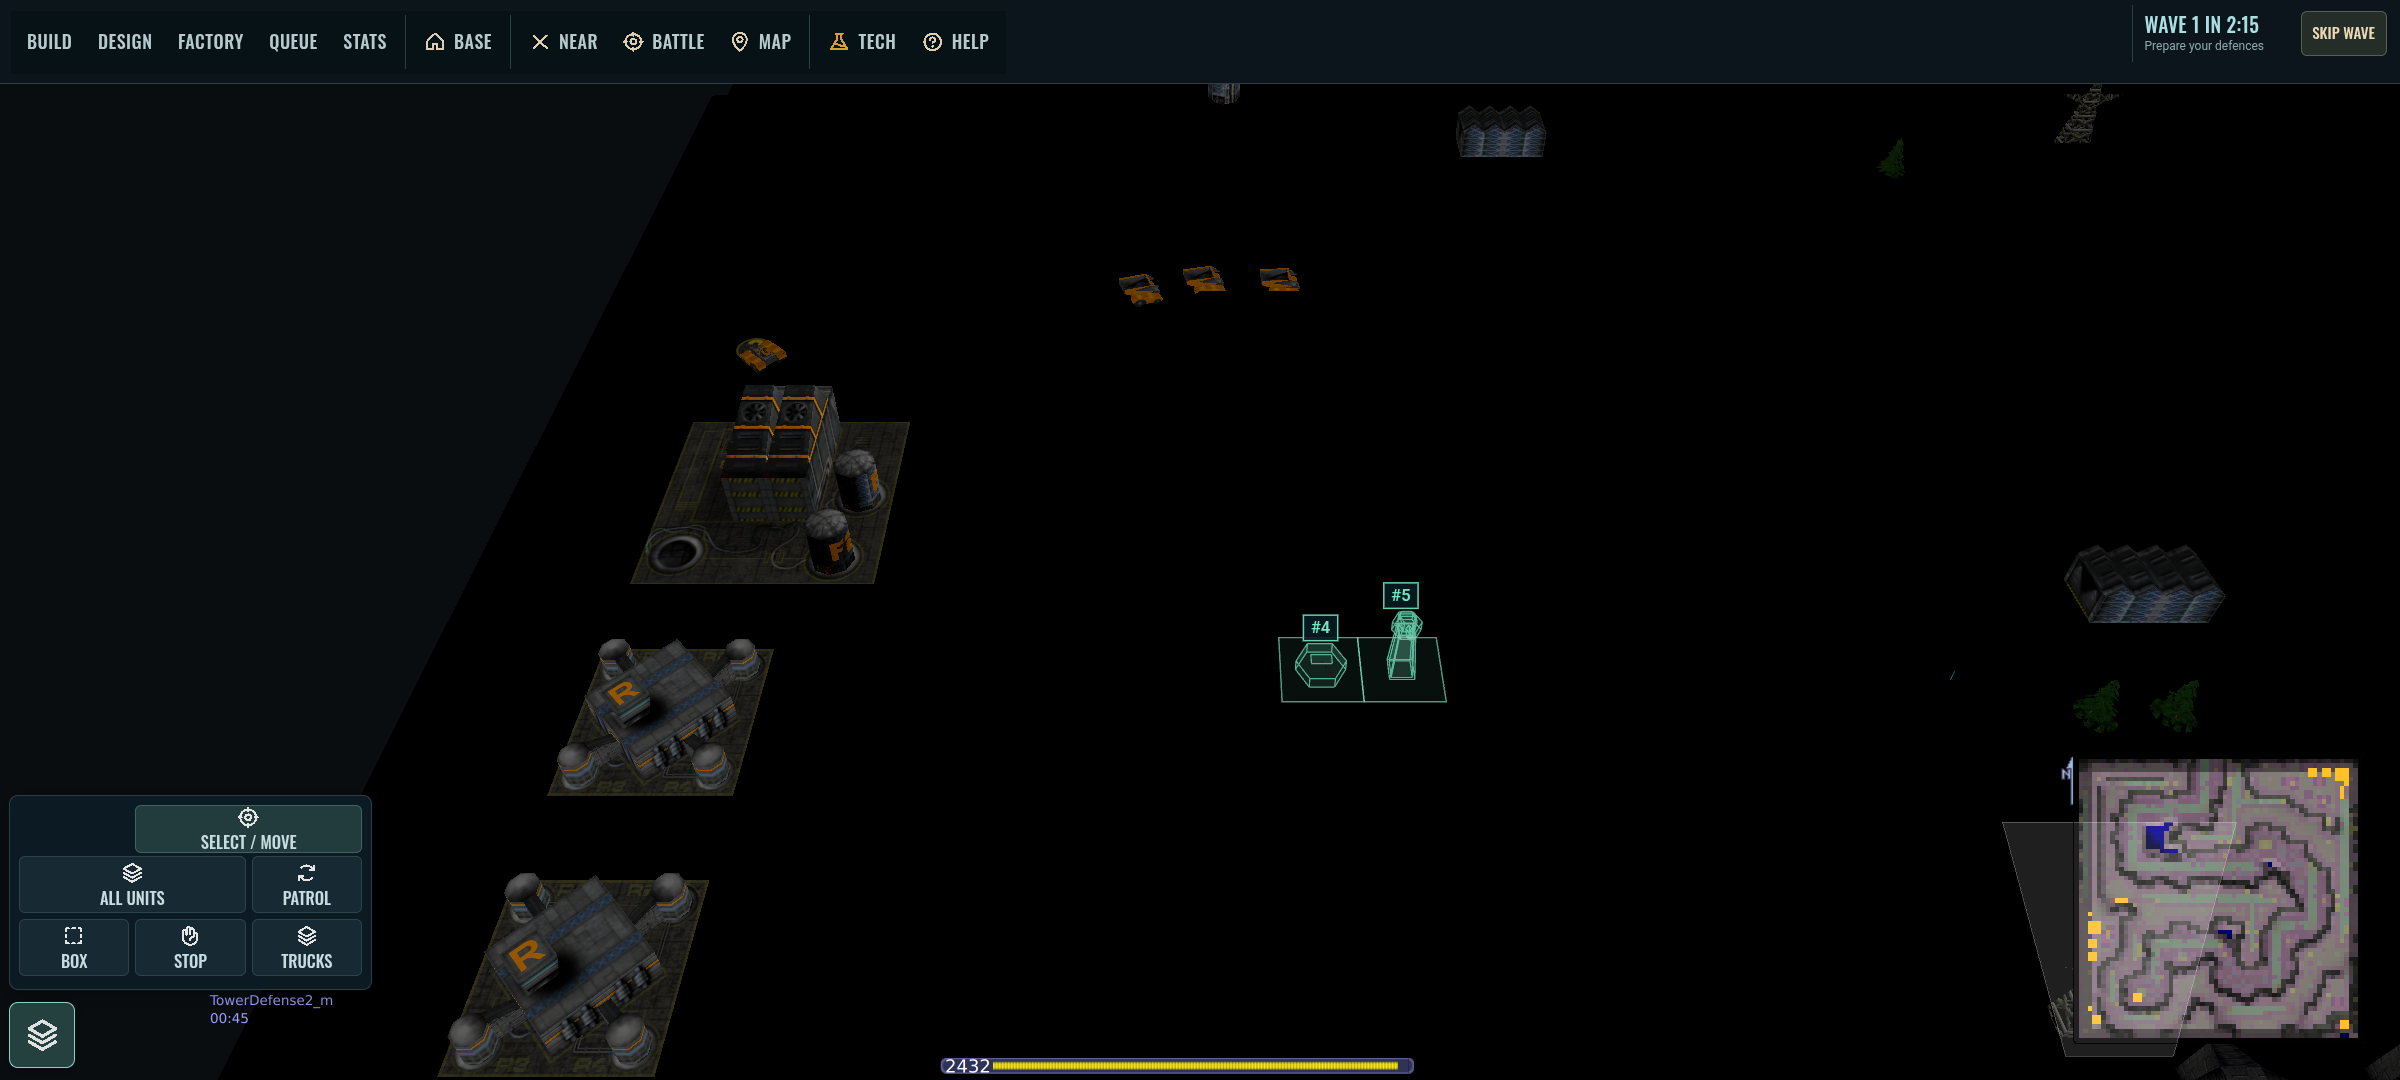 BUILD DESIGN FACTORY QUEUE STATS BASE NEAR BATTLE MAP TECH HELP
WAVE 1 IN 2:15
Prepare your defences
SKIP WAVE
#5
#4
R
R
N
SELECT / MOVE
ALL UNITS PATROL
BOX STOP TRUCKS
TowerDefense2_m
00:45
2432